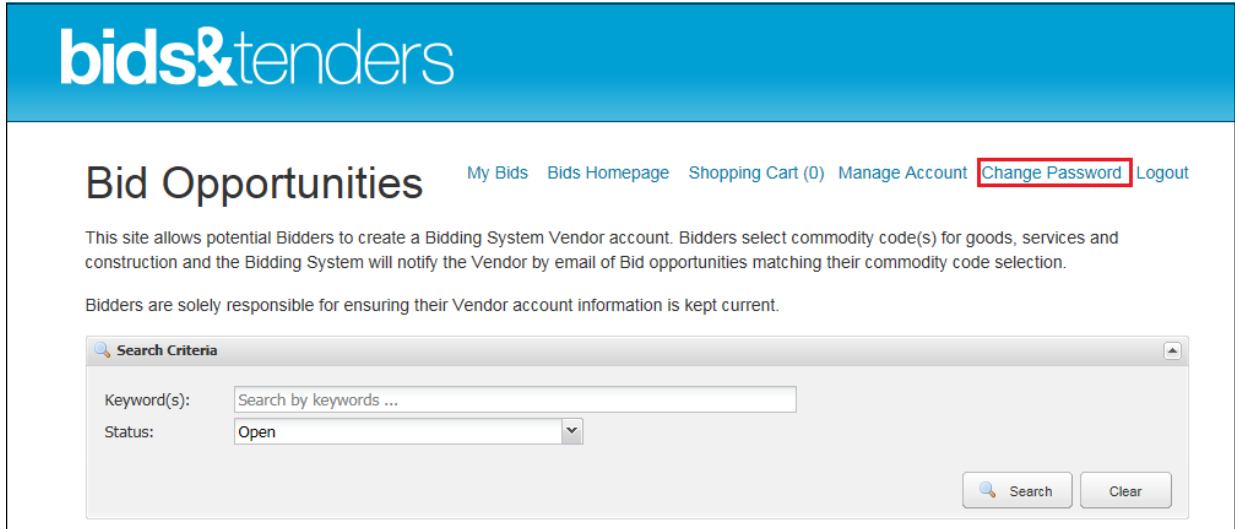 bids&tenders
Bid Opportunities
My Bids Bids Homepage Shopping Cart (0) Manage Account Change Password Logout
This site allows potential Bidders to create a Bidding System Vendor account. Bidders select commodity code(s) for goods, services and
construction and the Bidding System will notify the Vendor by email of Bid opportunities matching their commodity code selection.
Bidders are solely responsible for ensuring their Vendor account information is kept current.
Search Criteria
Keyword(s): Search by keywords ...
Status: Open
Search Clear